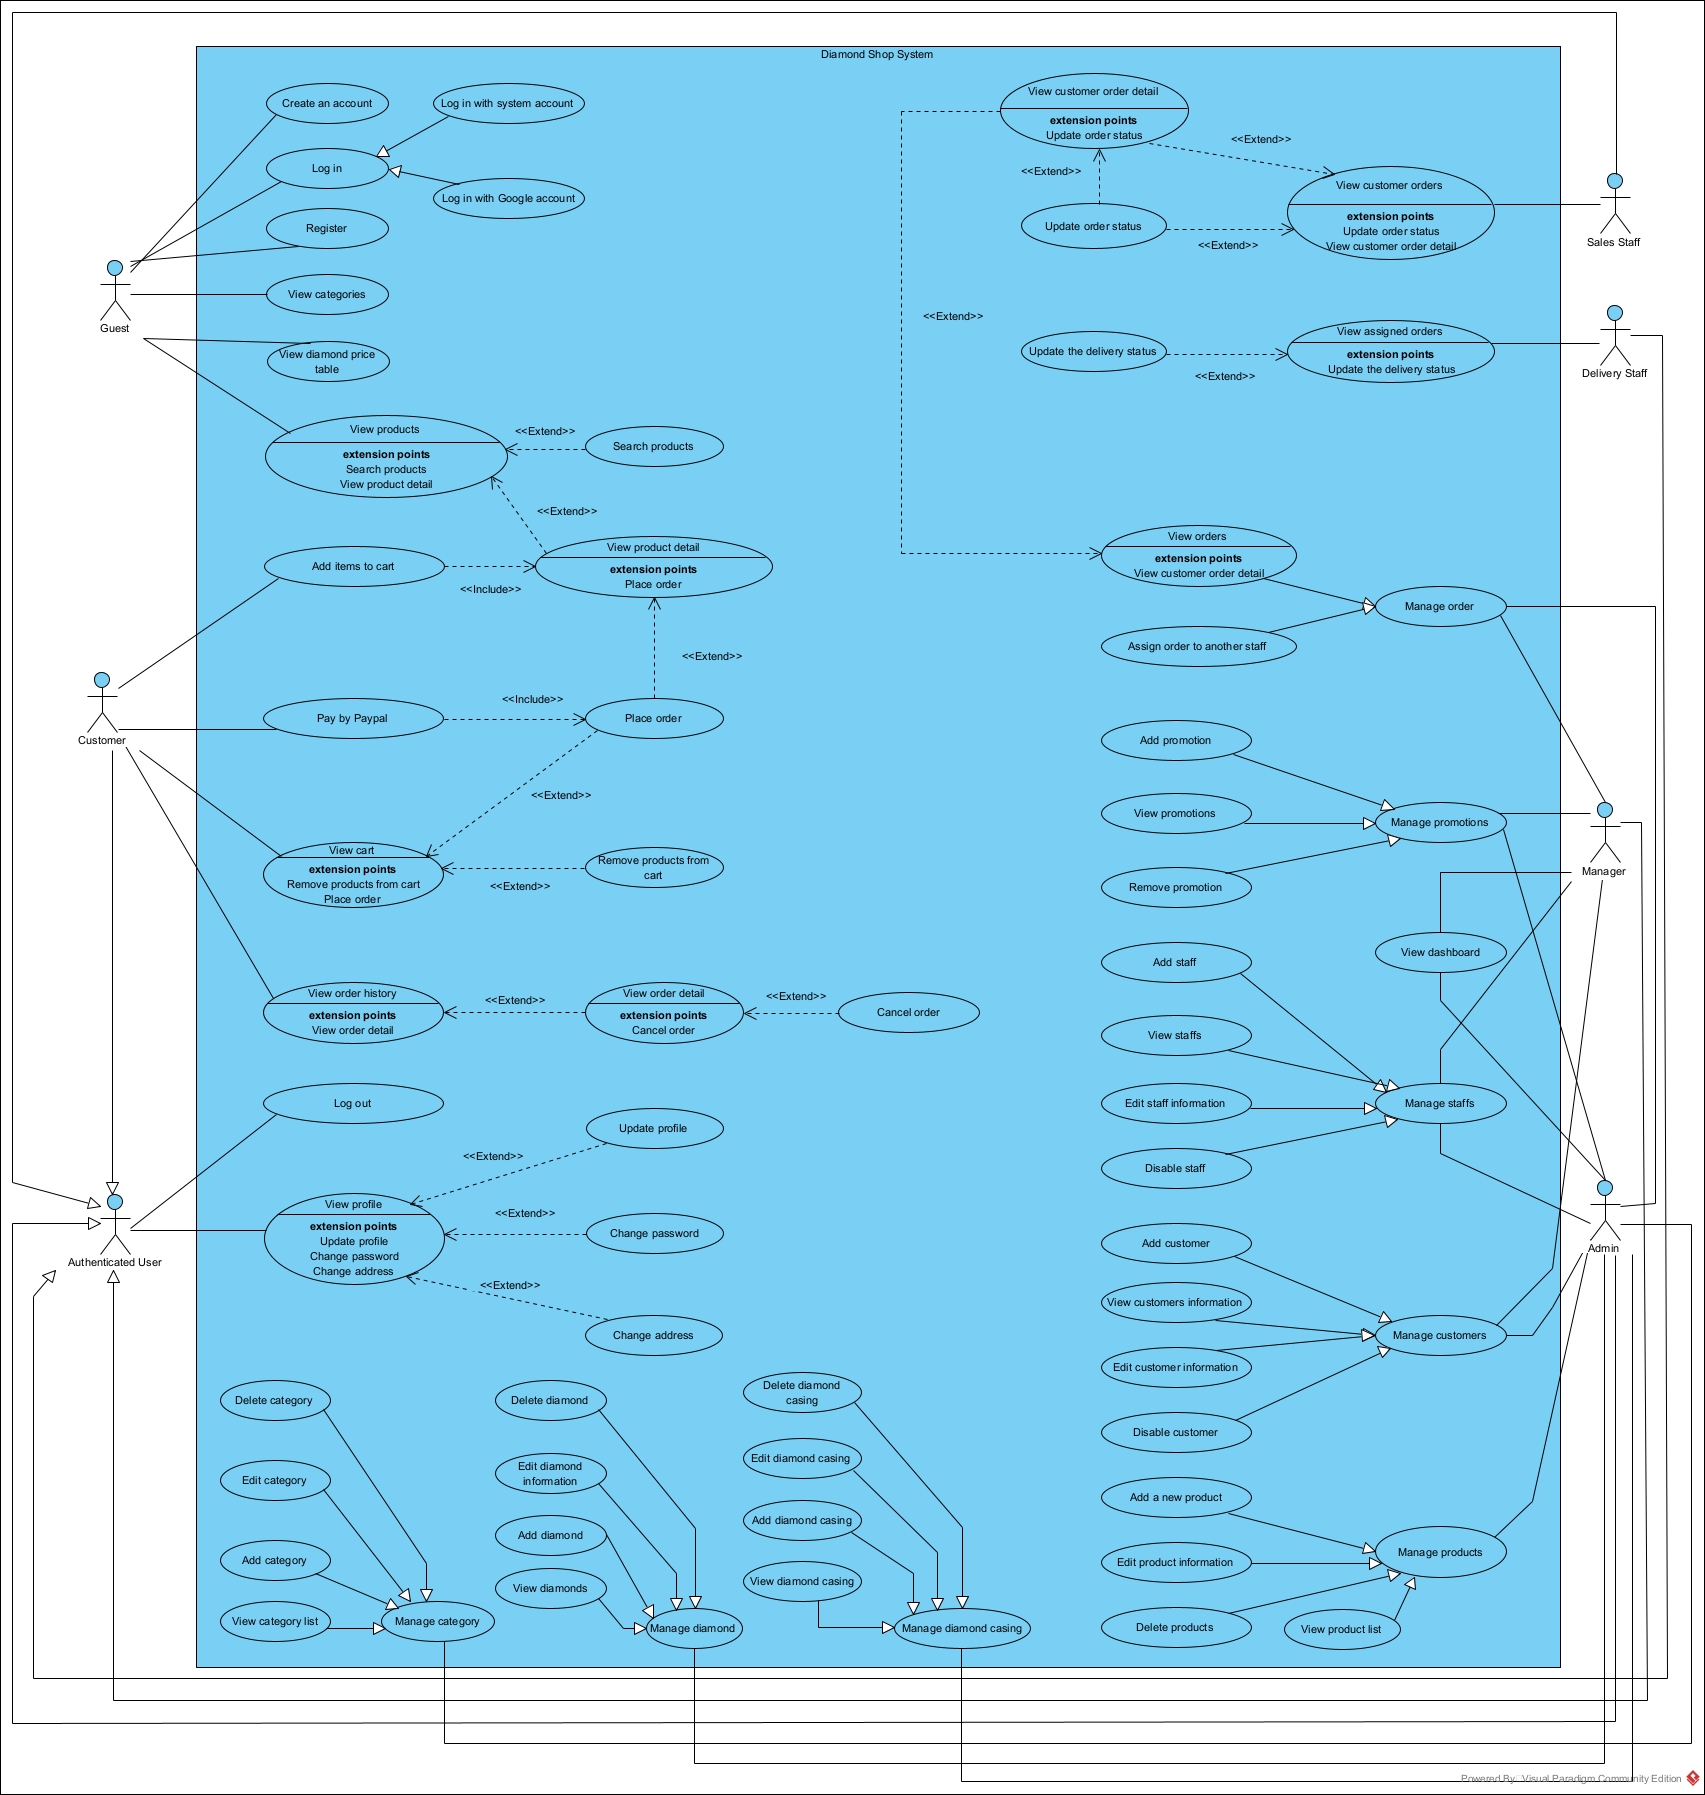 Diamond Shop System
Create an account
Log in with system account
Log in
Log in with Google account
Register
View categories
Guest
View diamond price
table
View products
extension points
Search products
View product detail
<<Extend>>
Search products
<<Extend>>
View product detail
extension points
Place order
Add items to cart
<<Include>>
<<Extend>>
Customer
Pay by Paypal
<<Include>>
Place order
<<Extend>>
View cart
extension points
Remove products from cart
Place order
<<Extend>>
Remove products from
cart
View order history
extension points
View order detail
<<Extend>>
View order detail
extension points
Cancel order
<<Extend>>
Cancel order
Log out
Update profile
<<Extend>>
View profile
extension points
Update profile
Change password
Change address
<<Extend>>
Change password
<<Extend>>
Change address
Authenticated User
Delete category
Edit category
Add category
View category list
Manage category
Delete diamond
Edit diamond
information
Add diamond
View diamonds
Manage diamond
Delete diamond
casing
Edit diamond casing
Add diamond casing
View diamond casing
Manage diamond casing
View customer order detail
extension points
Update order status
<<Extend>>
<<Extend>>
View customer orders
extension points
Update order status
View customer order detail
Update order status
<<Extend>>
Sales Staff
<<Extend>>
Update the delivery status
<<Extend>>
View assigned orders
extension points
Update the delivery status
Delivery Staff
View orders
extension points
View customer order detail
Manage order
Assign order to another staff
Add promotion
View promotions
Manage promotions
Remove promotion
Manager
View dashboard
Add staff
View staffs
Edit staff information
Manage staffs
Disable staff
Admin
Add customer
View customers information
Manage customers
Edit customer information
Disable customer
Add a new product
Manage products
Edit product information
Delete products
View product list
Powered By: Visual Paradigm Community Edition